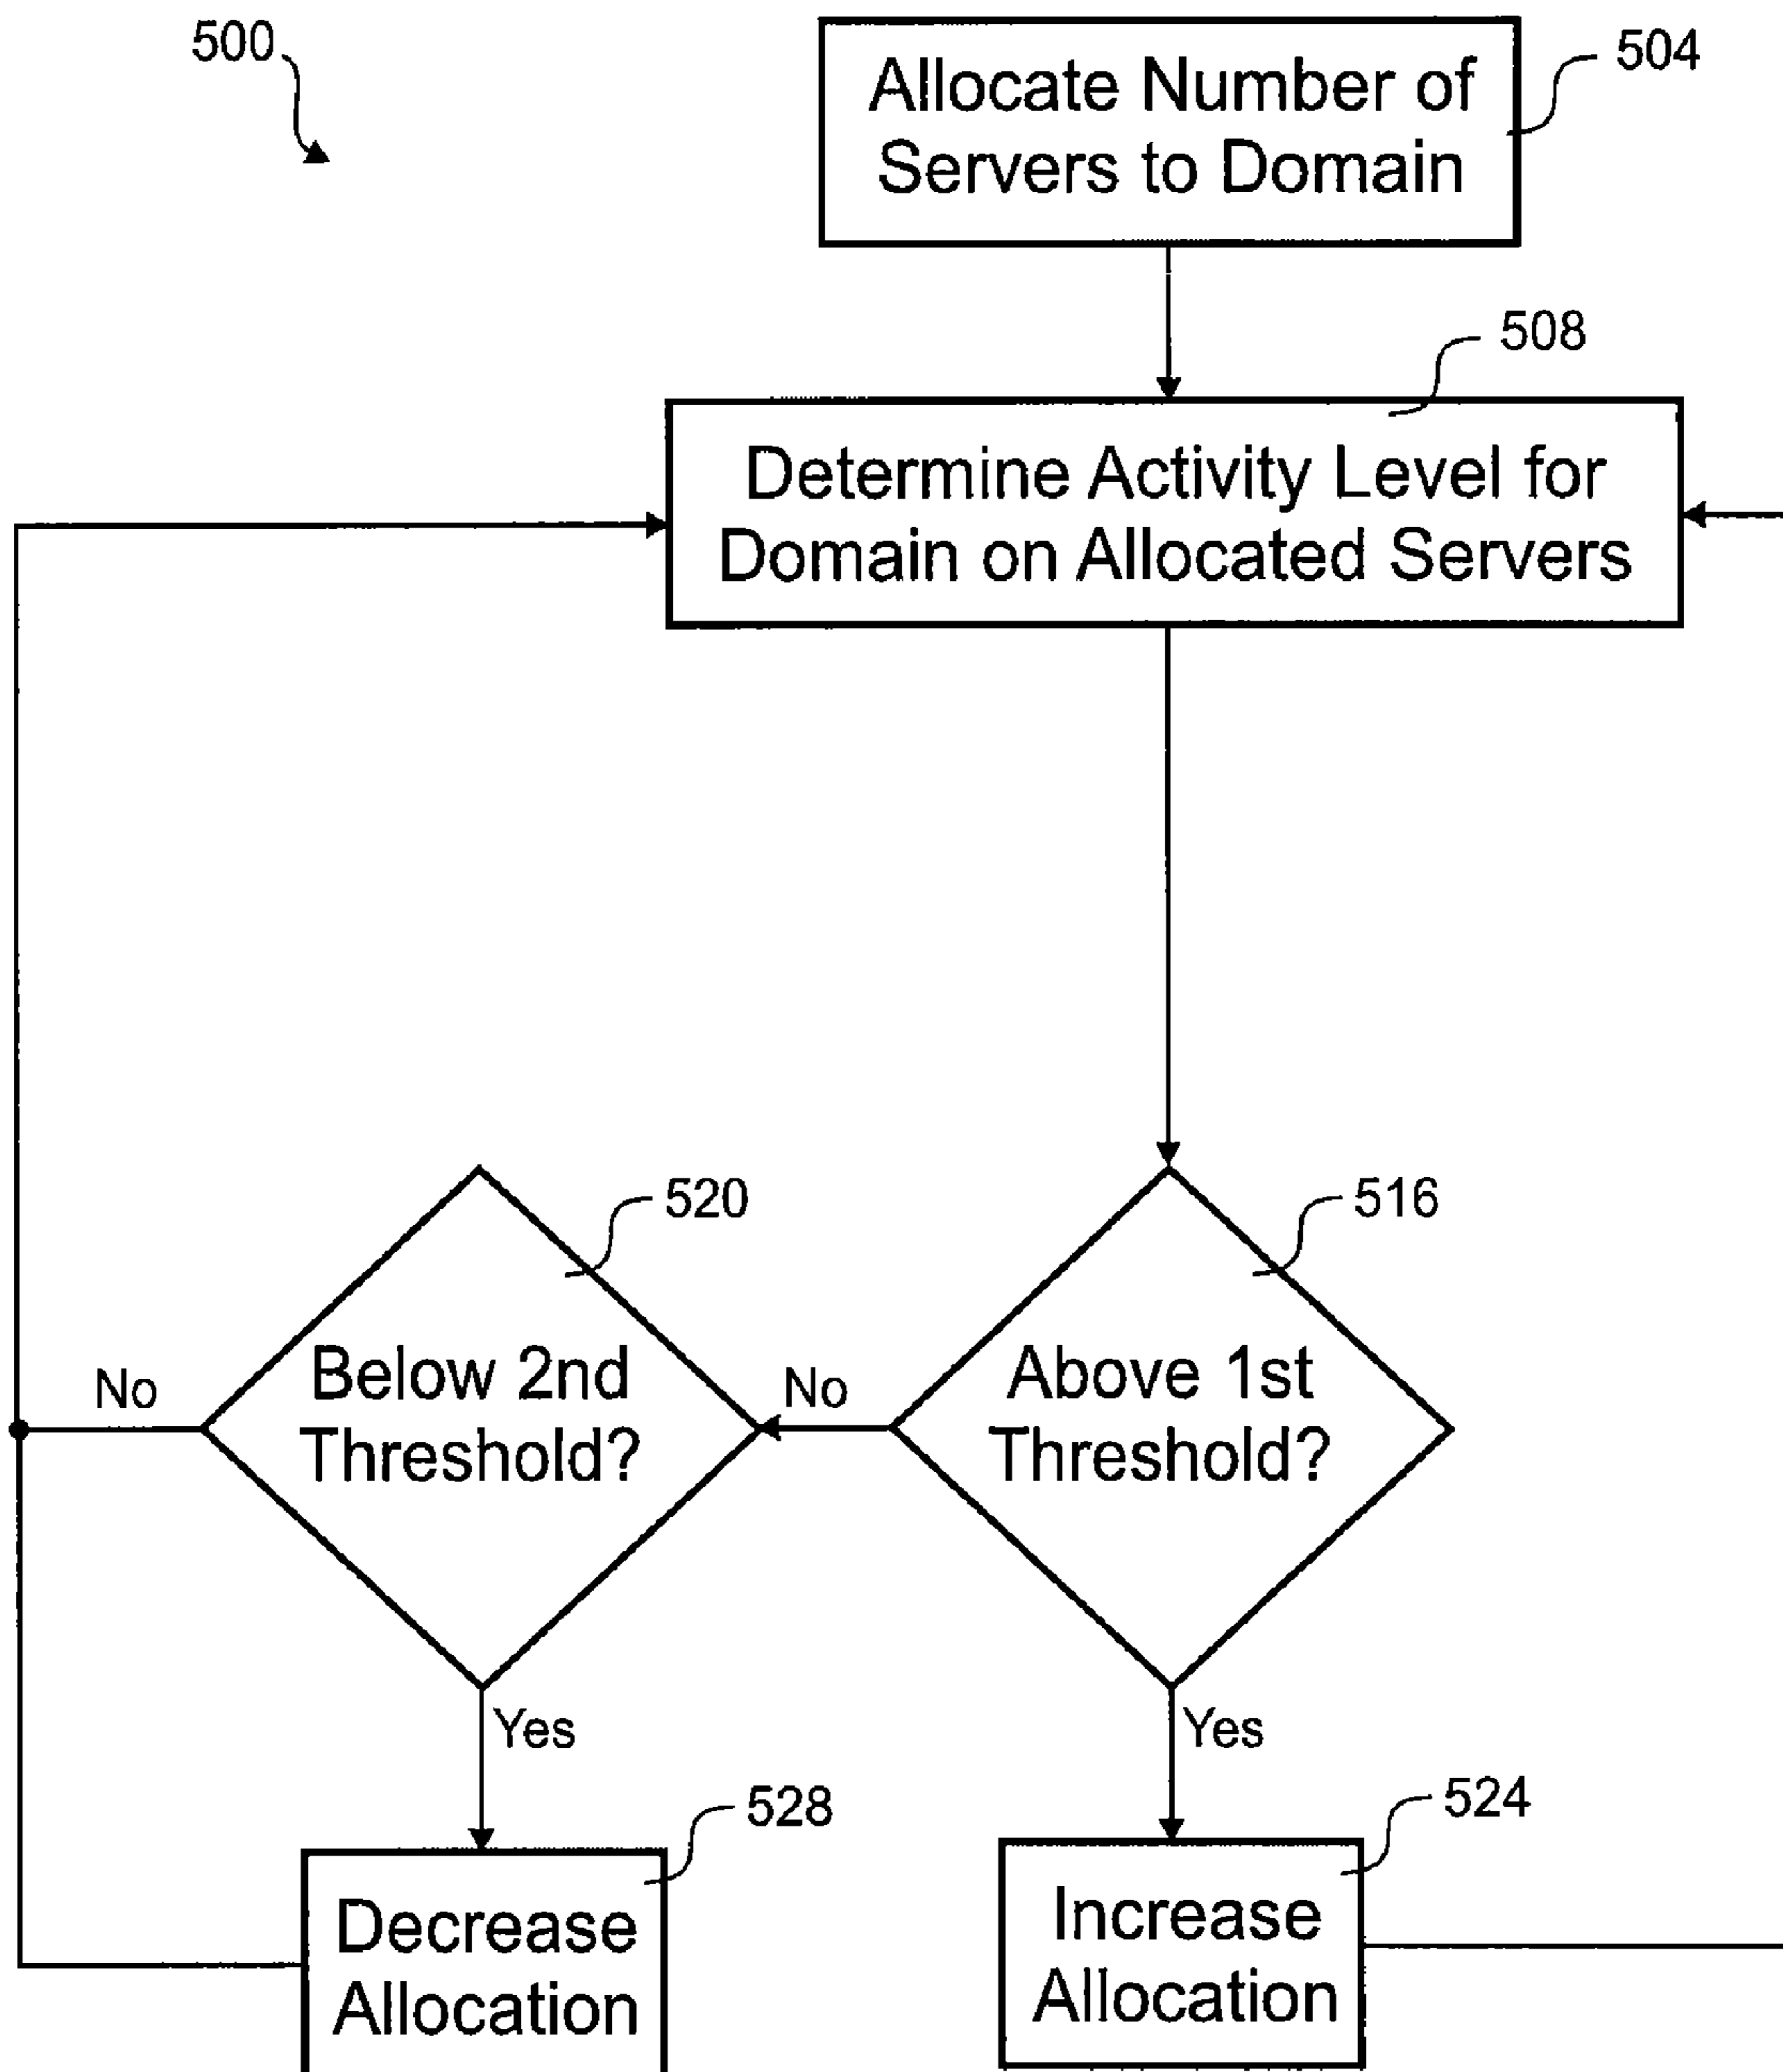 500
Allocate Number of
Servers to Domain
504
508
Determine Activity Level for
Domain on Allocated Servers
520
516
Below 2nd
Threshold?
No
No
Above 1st
Threshold?
Yes
Yes
528
524
Decrease
Allocation
Increase
Allocation